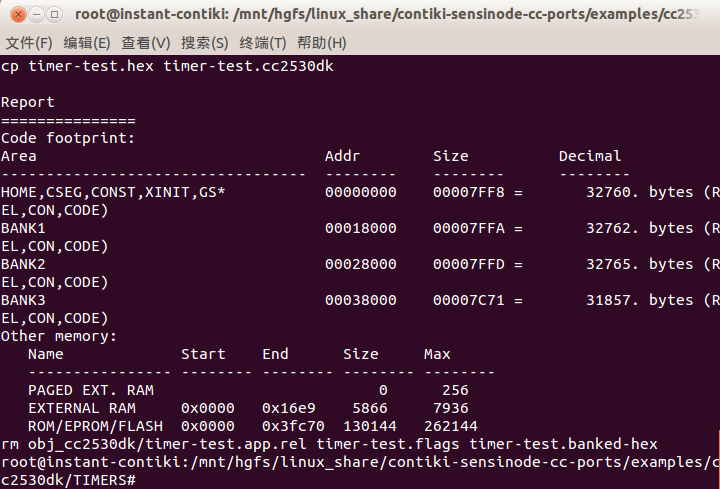 root@instant-contiki: /mnt/hgfs/linux_share/contiki-sensinode-cc-ports/examples/cc253
文件(F) 编辑(E) 查看(V) 搜索(S) 终端(T) 帮助(H)
cp timer-test.hex timer-test.cc2530dk
Report
===============
Code footprint:
Area                                Addr        Size          Decimal
----------------------------------  --------    --------      --------
HOME,CSEG,CONST,XINIT,GS*           00000000    00007FF8 =       32760. bytes (R
EL,CON,CODE)
BANK1                               00018000    00007FFA =       32762. bytes (R
EL,CON,CODE)
BANK2                               00028000    00007FFD =       32765. bytes (R
EL,CON,CODE)
BANK3                               00038000    00007C71 =       31857. bytes (R
EL,CON,CODE)
Other memory:
   Name             Start    End      Size     Max
   ---------------- -------- -------- -------- --------
   PAGED EXT. RAM                         0      256
   EXTERNAL RAM     0x0000   0x16e9    5866     7936
   ROM/EPROM/FLASH  0x0000   0x3fc70 130144   262144
rm obj_cc2530dk/timer-test.app.rel timer-test.flags timer-test.banked-hex
root@instant-contiki:/mnt/hgfs/linux_share/contiki-sensinode-cc-ports/examples/c
c2530dk/TIMERS#